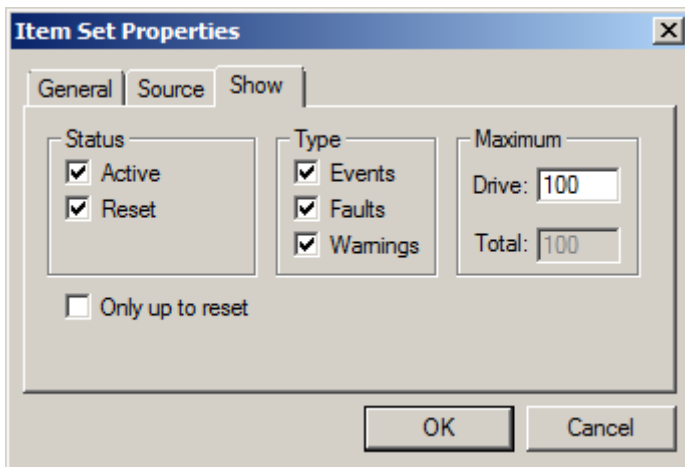 Item Set Properties
General Source Show
Status Type Maximum
Active Events Drive: 100
Reset Faults
Warnings Total: 100
Only up to reset
OK Cancel